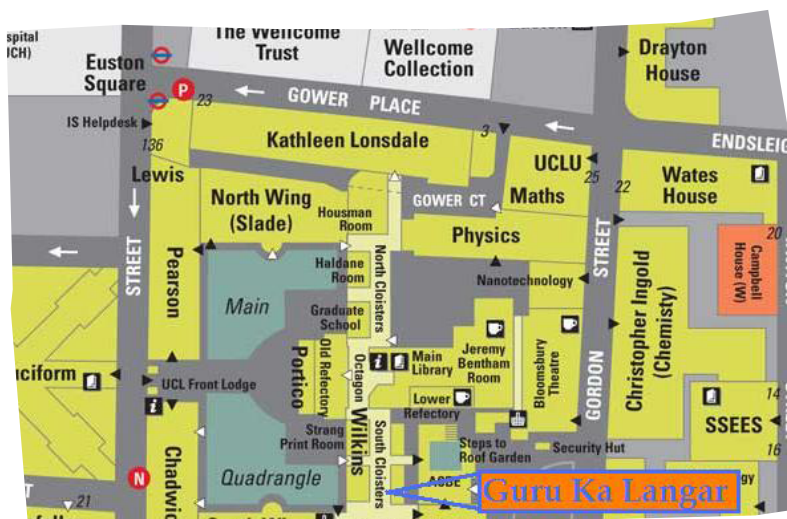 spital
UCH)
The Wellcome
Trust
Wellcome
Collection
Drayton
House
Euston
Square
P
23
GOWER PLACE
IS Helpdesk
136
Kathleen Lonsdale
3
ENDSLEIG
Lewis
UCLU
25
22
Wates
House
North Wing
(Slade)
Housman
Room
GOWER CT
Maths
20
Campbell
House (W)
STREET
Pearson
Physics
STREET
Haldane
Room
North Cloisters
Nanotechnology
Main
Graduate
School
Christopher Ingold
(Chemisty)
uciform
UCL Front Lodge
Portico
Old Refectory
Octagon
i
Main
Library
Jeremy
Bentham
Room
Bloomsbury
Theatre
GORDON
i
Lower
Refectory
14
SSEES
16
Wilkins
Strang
Print Room
South Cloisters
Steps to
Roof Garden
Security Hut
Chadwic
Quadrangle
N
21
Guru Ka Langar
gy